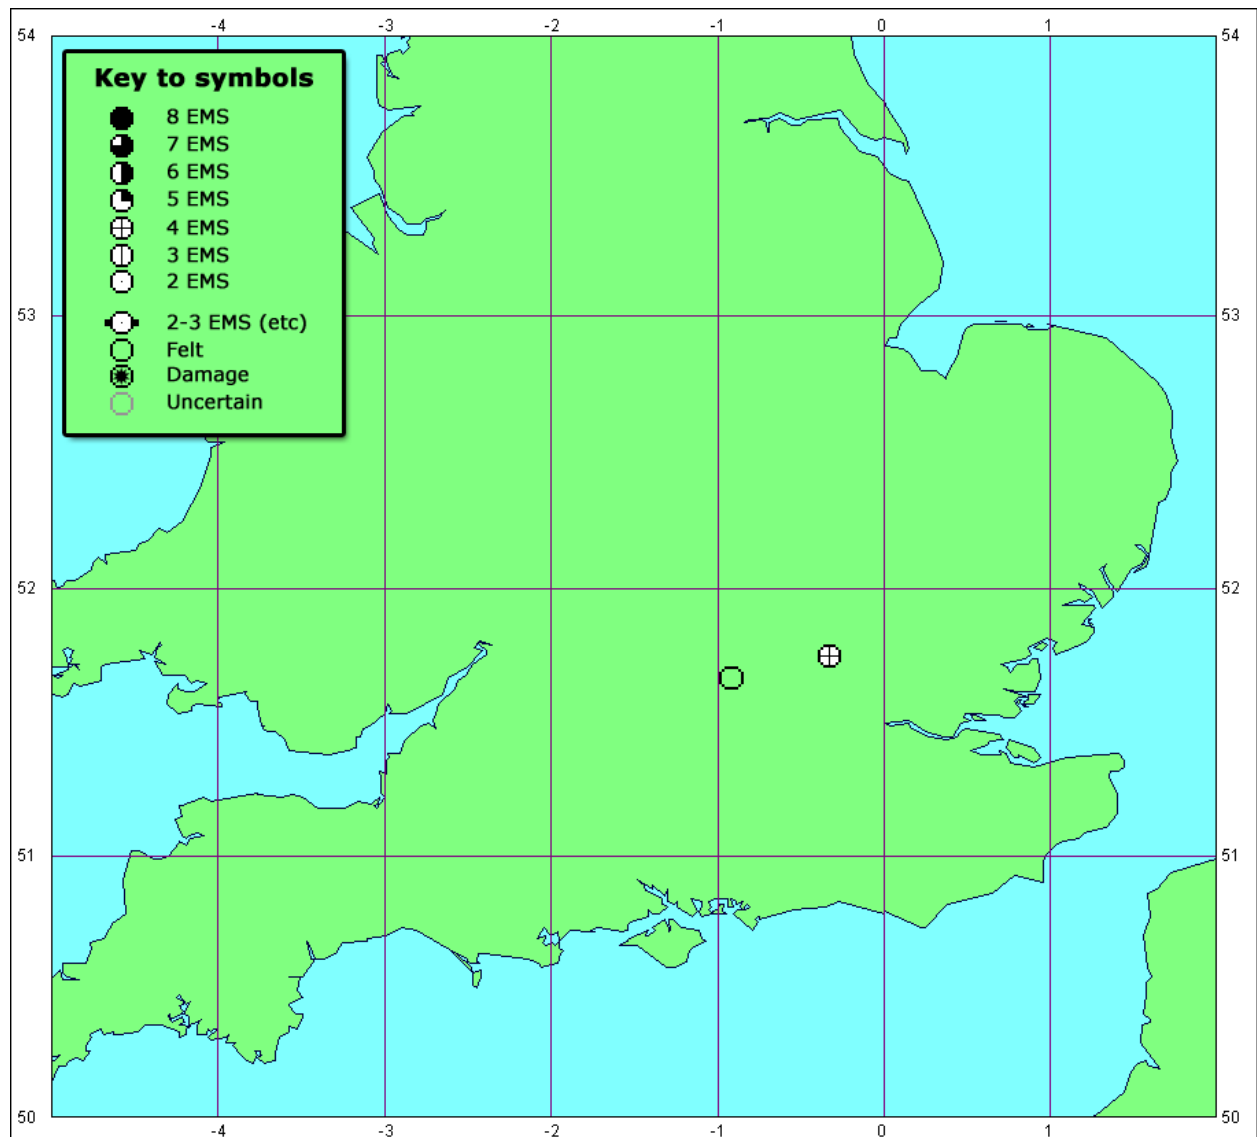 -4 -3 -2 -1 0 1
54 54
Key to symbols
8 EMS
7 EMS
6 EMS
5 EMS
4 EMS
3 EMS
2 EMS
2-3 EMS (etc)
Felt
Damage
Uncertain
53 53
52 52
51 51
50 50
-4 -3 -2 -1 0 1